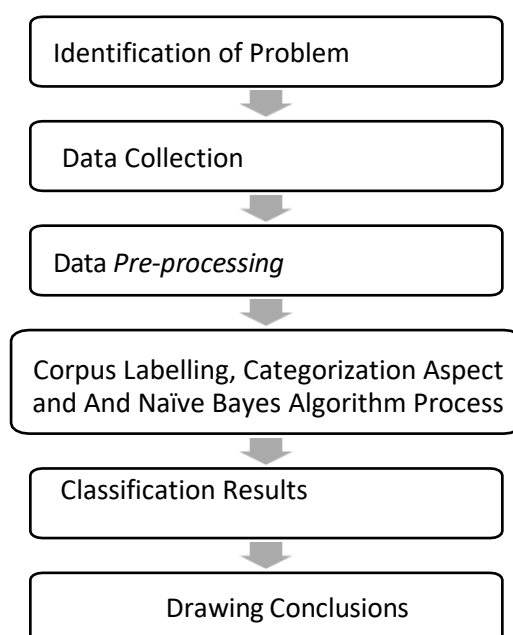 Identification of Problem
Data Collection
Data Pre-processing
Corpus Labelling, Categorization Aspect
and And Naïve Bayes Algorithm Process
Classification Results
Drawing Conclusions